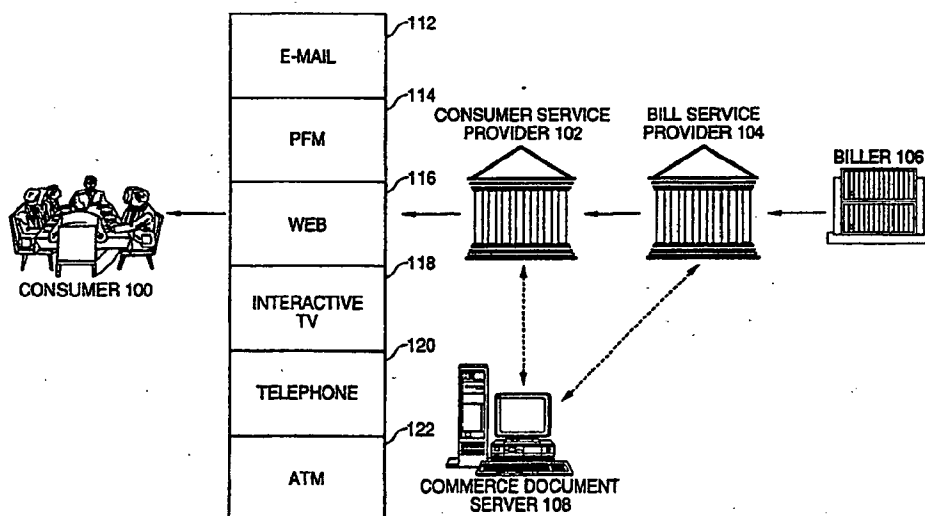 112
E-MAIL
114
PFM
116
WEB
118
INTERACTIVE
TV
120
TELEPHONE
122
ATM
CONSUMER 100
CONSUMER SERVICE
PROVIDER 102
BILL SERVICE
PROVIDER 104
BILLER 106
COMMERCE DOCUMENT
SERVER 108